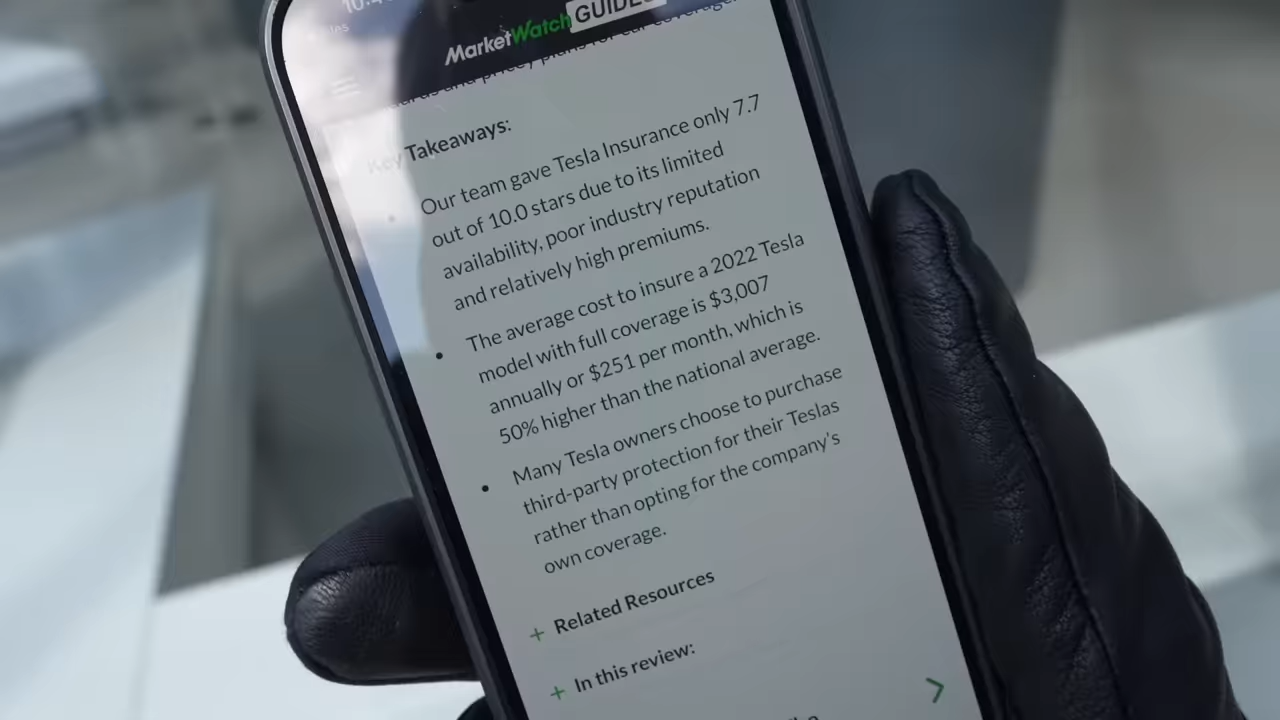 MarketWatch GUIDES
Key Takeaways:
Our team gave Tesla Insurance only 7.7
out of 10.0 stars due to its limited
availability, poor industry reputation
and relatively high premiums.
The average cost to insure a 2022 Tesla
model with full coverage is $3,007
annually or $251 per month, which is
50% higher than the national average.
Many Tesla owners choose to purchase
third-party protection for their Teslas
rather than opting for the company's
own coverage.
+ Related Resources
+ In this review: